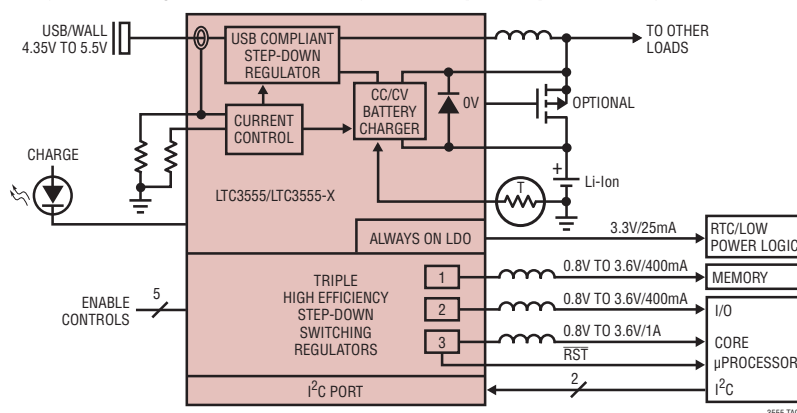 USB/WALL
4.35V TO 5.5V
USB COMPLIANT
STEP-DOWN
REGULATOR
TO OTHER
LOADS
CURRENT
CONTROL
CC/CV
BATTERY
CHARGER
0V
OPTIONAL
CHARGE
LTC3555/LTC3555-X
T
+
Li-Ion
ALWAYS ON LDO
3.3V/25mA
RTC/LOW
POWER LOGIC
ENABLE
CONTROLS
5
TRIPLE
HIGH EFFICIENCY
STEP-DOWN
SWITCHING
REGULATORS
1
0.8V TO 3.6V/400mA
MEMORY
2
0.8V TO 3.6V/400mA
I/O
3
0.8V TO 3.6V/1A
CORE
RST
µPROCESSOR
I2C PORT
2
I2C